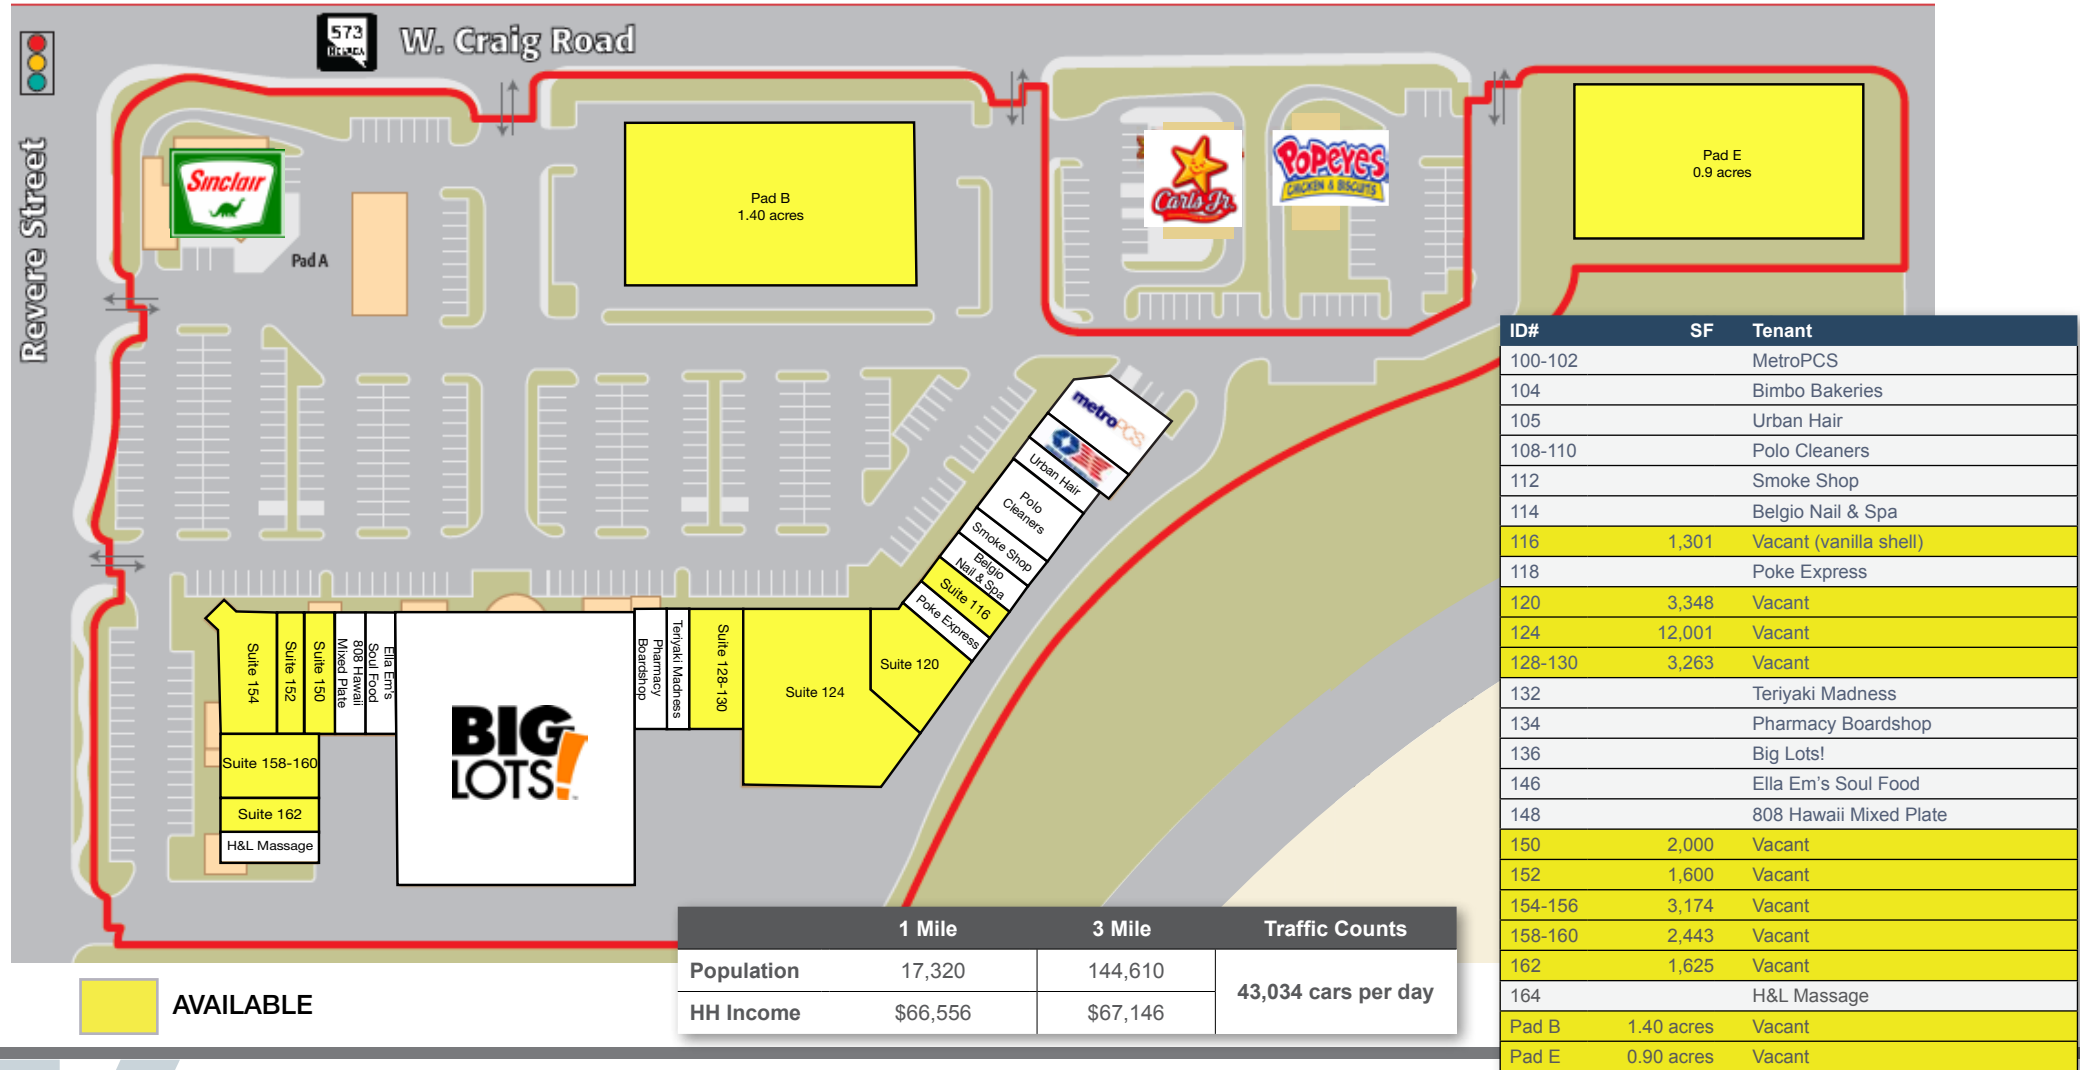 573
W. Craig Road
Revere Street
Sinclair
Pad A
Pad B
1.40 acres
Carl's Jr.
POPEYES
CHICKEN & BISCUITS
Pad E
0.9 acres
metroPCS
Urban Hair
Polo
Cleaners
Smoke Shop
Belgio
Nail & Spa
Suite 116
Poke Express
Suite 120
Suite 124
Suite 128-130
Teriyaki Madness
Pharmacy
Boardshop
BIG
LOTS!
Ella Em's
Soul Food
808 Hawaii
Mixed Plate
Suite 150
Suite 152
Suite 154
Suite 158-160
Suite 162
H&L Massage
AVAILABLE
1 Mile 3 Mile Traffic Counts
Population 17,320 144,610
43,034 cars per day
HH Income $66,556 $67,146
ID# SF Tenant
100-102 MetroPCS
104 Bimbo Bakeries
105 Urban Hair
108-110 Polo Cleaners
112 Smoke Shop
114 Belgio Nail & Spa
116 1,301 Vacant (vanilla shell)
118 Poke Express
120 3,348 Vacant
124 12,001 Vacant
128-130 3,263 Vacant
132 Teriyaki Madness
134 Pharmacy Boardshop
136 Big Lots!
146 Ella Em's Soul Food
148 808 Hawaii Mixed Plate
150 2,000 Vacant
152 1,600 Vacant
154-156 3,174 Vacant
158-160 2,443 Vacant
162 1,625 Vacant
164 H&L Massage
Pad B 1.40 acres Vacant
Pad E 0.90 acres Vacant